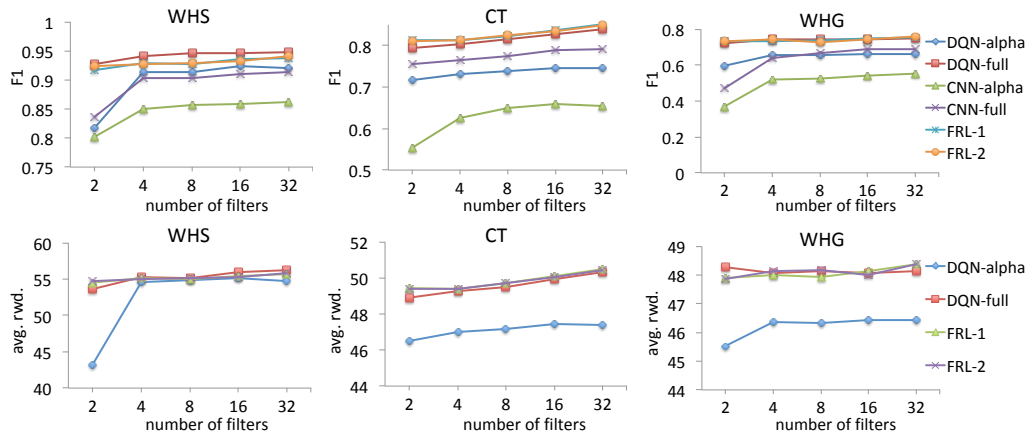 WHS
F1
1
0.95
0.9
0.85
0.8
0.75
2 4 8 16 32
number of filters
CT
F1
0.8
0.7
0.6
0.5
2 4 8 16 32
number of filters
WHG
F1
0.8
0.6
0.4
0.2
0
2 4 8 16 32
number of filters
DQN-alpha
DQN-full
CNN-alpha
CNN-full
FRL-1
FRL-2
WHS
avg. rwd.
60
55
50
45
40
2 4 8 16 32
number of filters
CT
avg. rwd.
52
50
48
46
44
2 4 8 16 32
number of filters
WHG
avg. rwd.
49
48
47
46
45
44
2 4 8 16 32
number of filters
DQN-alpha
DQN-full
FRL-1
FRL-2